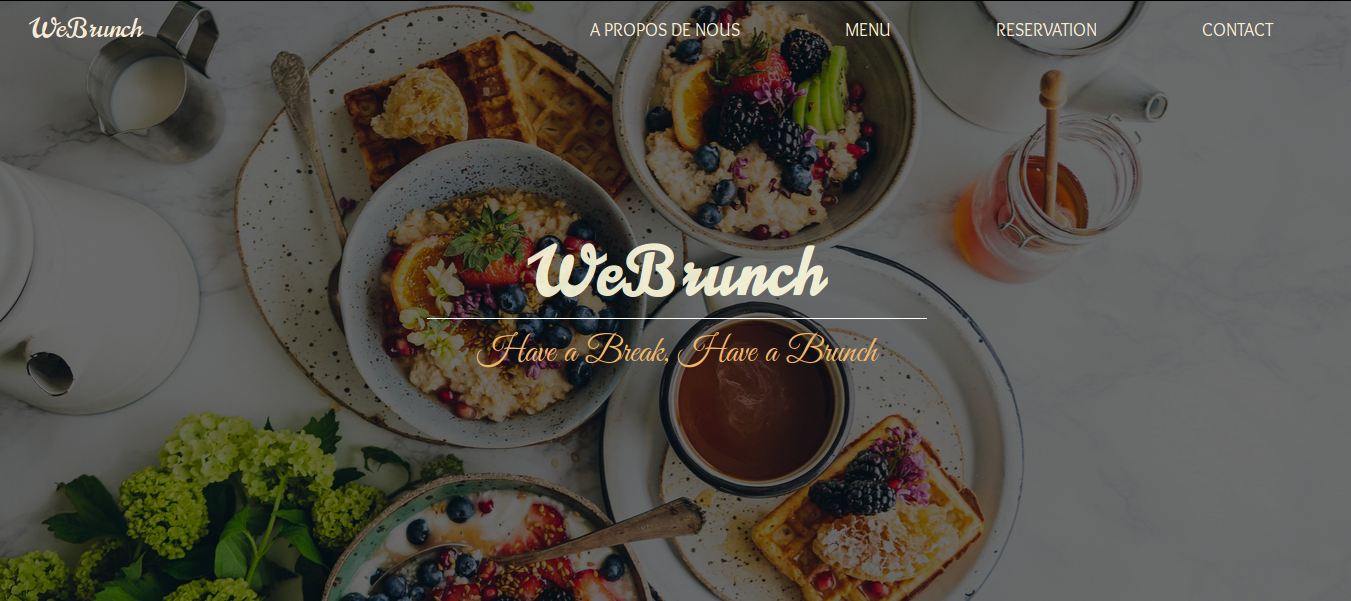 WeBrunch
A PROPOS DE NOUS
MENU
RESERVATION
CONTACT
WeBrunch
Have a Break, Have a Brunch